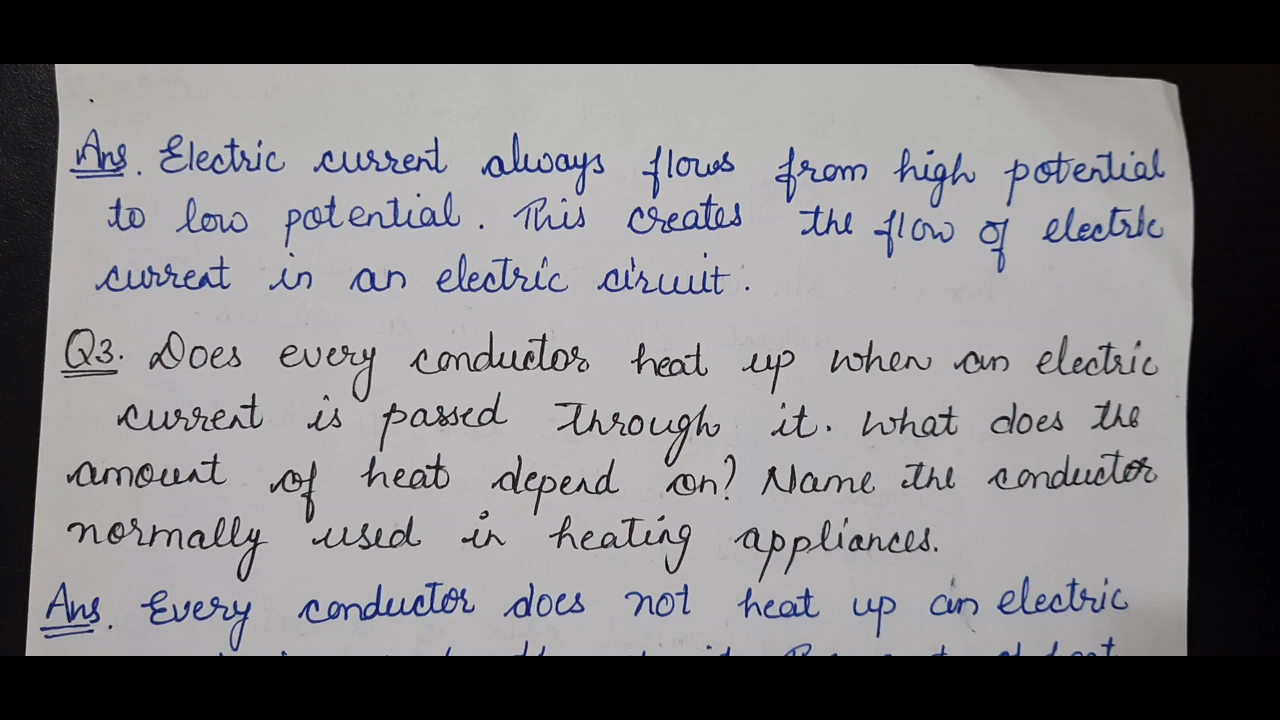 Ans. Electric current always flows from high potential
to low potential. This creates the flow of electric
current in an electric circuit.
Q3. Does every conductor heat up when an electric
current is passed through it. What does the
amount of heat depend on? Name the conductor
normally used in heating appliances.
Ans. Every conductor does not heat up an electric